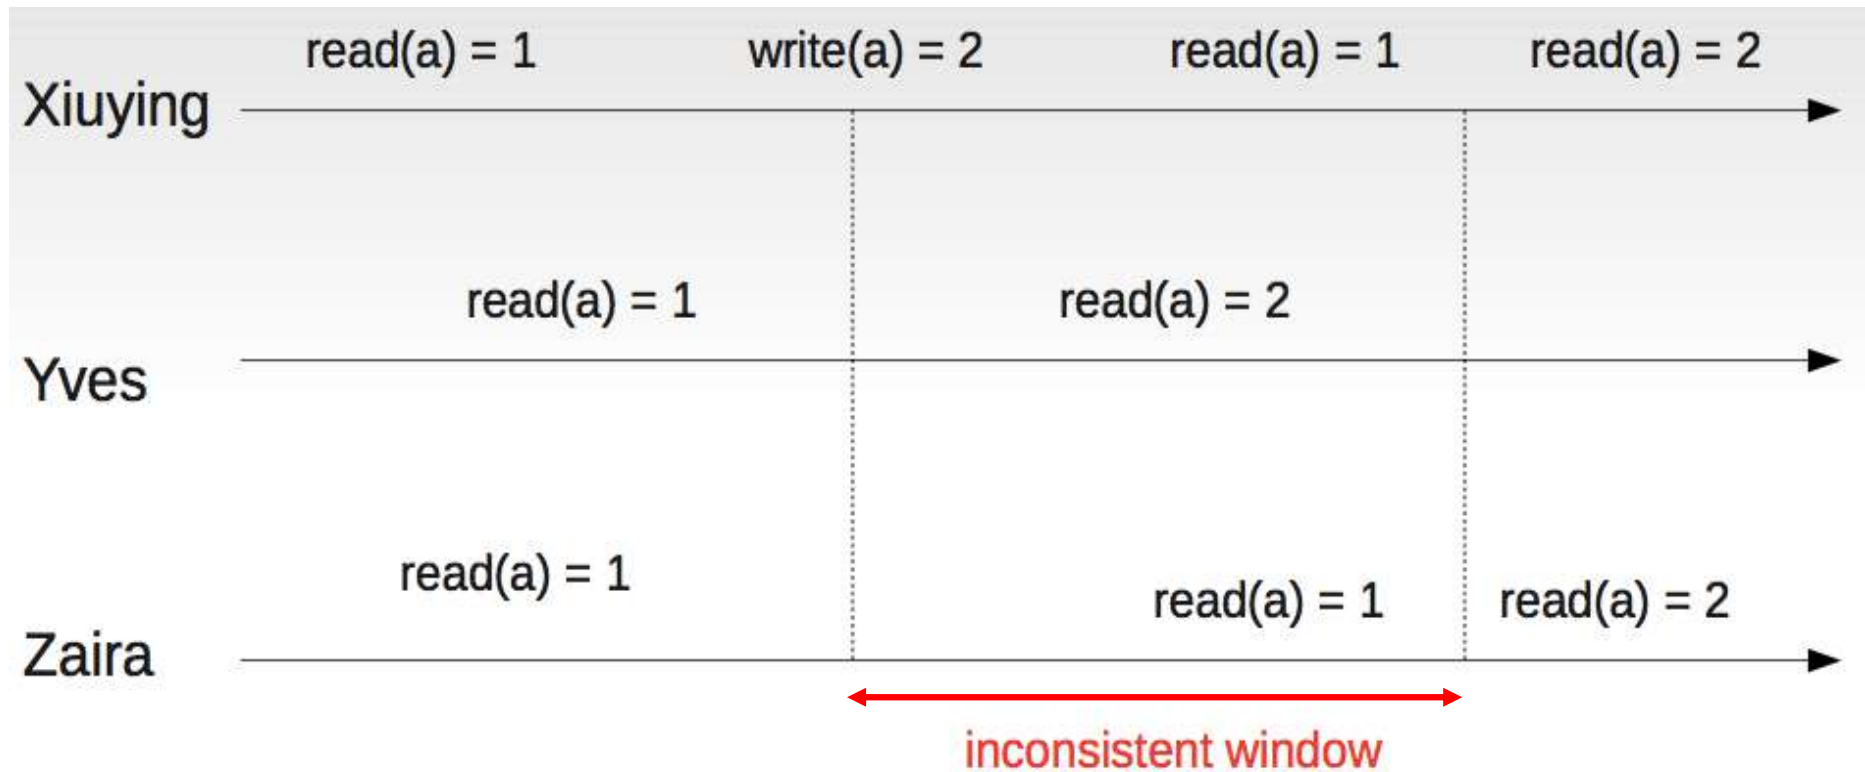 read(a) = 1 write(a) = 2 read(a) = 1 read(a) = 2
Xiuying
read(a) = 1 read(a) = 2
Yves
read(a) = 1 read(a) = 1 read(a) = 2
Zaira
inconsistent window